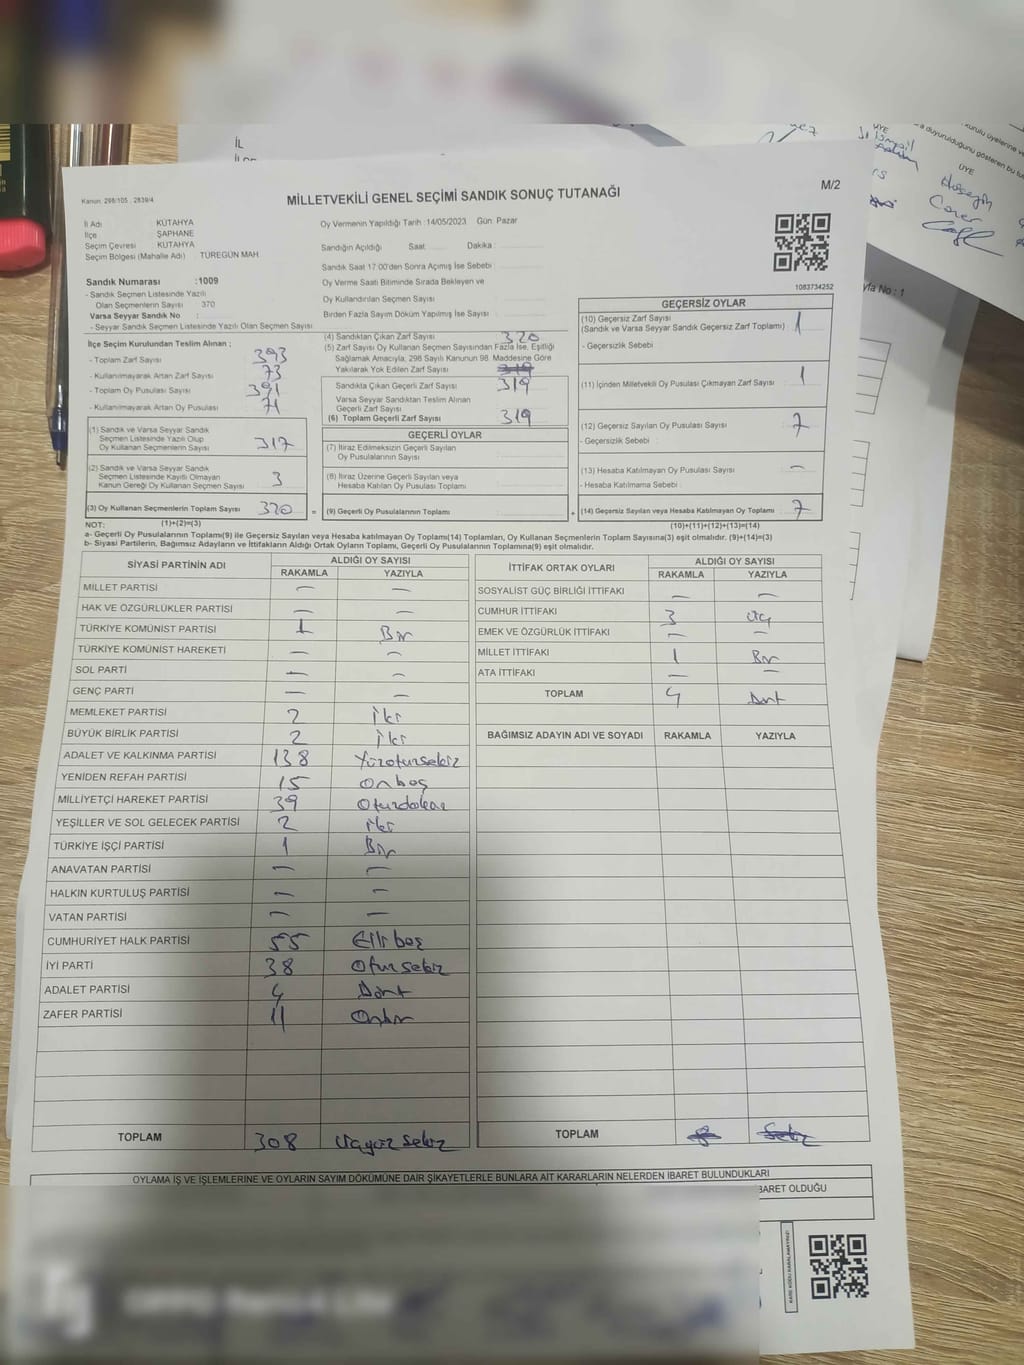 İL
M/2
Kanun: 298/105 , 2839/4
MİLLETVEKİLİ GENEL SEÇİMİ SANDIK SONUÇ TUTANAĞI
İl Adı KÜTAHYA
İlçe ŞAPHANE
Seçim Çevresi KÜTAHYA
Seçim Bölgesi (Mahalle Adı) TÜREGÜN MAH.
Oy Vermenin Yapıldığı Tarih : 14/05/2023 Gün: Pazar
Sandığın Açıldığı Saat Dakika :
Sandık Saat 17.00'den Sonra Açımış İse Sebebi :
Oy Verme Saati Bitiminde Sırada Bekleyen ve
Oy Kullandırılan Seçmen Sayısı :
Birden Fazla Sayım Döküm Yapılmış İse Sayısı :
1083734252
Sandık Numarası :1009
- Sandık Seçmen Listesinde Yazılı
Olan Seçmenlerin Sayısı 370
Varsa Seyyar Sandık No :
- Seyyar Sandık Seçmen Listesinde Yazılı Olan Seçmen Sayısı
İlçe Seçim Kurulundan Teslim Alınan ;
- Toplam Zarf Sayısı : 393
- Kullanılmayarak Artan Zarf Sayısı : 73
- Toplam Oy Pusulası Sayısı : 391
- Kullanılmayarak Artan Oy Pusulası : 71
(1) Sandık ve Varsa Seyyar Sandık
Seçmen Listesinde Yazılı Olup
Oy Kullanan Seçmenlerin Sayısı : 317
(2) Sandık ve Varsa Seyyar Sandık
Seçmen Listesinde Kayıtlı Olmayan
Kanun Gereği Oy Kullanan Seçmen Sayısı : 3
(3) Oy Kullanan Seçmenlerin Toplam Sayısı : 320 =
(4) Sandıktan Çıkan Zarf Sayısı : 320
(5) Zarf Sayısı Oy Kullanan Seçmen Sayısından Fazla İse, Eşitliği
Sağlamak Amacıyla, 298 Sayılı Kanunun 98. Maddesine Göre
Yakılarak Yok Edilen Zarf Sayısı : 319
Sandıkta Çıkan Geçerli Zarf Sayısı : 319
Varsa Seyyar Sandıktan Teslim Alınan
Geçerli Zarf Sayısı
(6) Toplam Geçerli Zarf Sayısı : 319
GEÇERLİ OYLAR
(7) İtiraz Edilmeksizin Geçerli Sayılan
Oy Pusulalarının Sayısı :
(8) İtiraz Üzerine Geçerli Sayılan veya
Hesaba Katılan Oy Pusulası Toplamı :
(9) Geçerli Oy Pusulalarının Toplamı : +
GEÇERSİZ OYLAR
(10) Geçersiz Zarf Sayısı
(Sandık ve Varsa Seyyar Sandık Geçersiz Zarf Toplamı) : 1
- Geçersizlik Sebebi :
(11) İçinden Milletvekili Oy Pusulası Çıkmayan Zarf Sayısı : 1
(12) Geçersiz Sayılan Oy Pusulası Sayısı : 7
- Geçersizlik Sebebi :
(13) Hesaba Katılmayan Oy Pusulası Sayısı : –
- Hesaba Katılmama Sebebi :
(14) Geçersiz Sayılan veya Hesaba Katılmayan Oy Toplamı : 7
NOT: (1)+(2)=(3) (10)+(11)+(12)+(13)=(14)
a- Geçerli Oy Pusulalarının Toplamı(9) ile Geçersiz Sayılan veya Hesaba katılmayan Oy Toplamı(14) Toplamları, Oy Kullanan Seçmenlerin Toplam Sayısına(3) eşit olmalıdır. (9)+(14)=(3)
b- Siyasi Partilerin, Bağımsız Adayların ve İttifakların Aldığı Ortak Oyların Toplamı, Geçerli Oy Pusulalarının Toplamına(9) eşit olmalıdır.
SİYASİ PARTİNİN ADI ALDIĞI OY SAYISI
RAKAMLA YAZIYLA
MİLLET PARTİSİ – –
HAK VE ÖZGÜRLÜKLER PARTİSİ – –
TÜRKİYE KOMÜNİST PARTİSİ 1 Bir
TÜRKİYE KOMÜNİST HAREKETİ – –
SOL PARTİ – –
GENÇ PARTİ – –
MEMLEKET PARTİSİ 2 İki
BÜYÜK BİRLİK PARTİSİ 2 İki
ADALET VE KALKINMA PARTİSİ 138 Yüzotuzsekiz
YENİDEN REFAH PARTİSİ 15 Onbeş
MİLLİYETÇİ HAREKET PARTİSİ 39 Otuzdokuz
YEŞİLLER VE SOL GELECEK PARTİSİ 2 iki
TÜRKİYE İŞÇİ PARTİSİ 1 Bir
ANAVATAN PARTİSİ – –
HALKIN KURTULUŞ PARTİSİ – –
VATAN PARTİSİ – –
CUMHURİYET HALK PARTİSİ 55 Elli beş
İYİ PARTİ 38 Otuz sekiz
ADALET PARTİSİ 4 Dört
ZAFER PARTİSİ 11 Onbir
TOPLAM 308 Üçyüz sekiz
İTTİFAK ORTAK OYLARI ALDIĞI OY SAYISI
RAKAMLA YAZIYLA
SOSYALİST GÜÇ BİRLİĞİ İTTİFAKI – –
CUMHUR İTTİFAKI 3 Üç
EMEK VE ÖZGÜRLÜK İTTİFAKI – –
MİLLET İTTİFAKI 1 Bir
ATA İTTİFAKI – –
TOPLAM 4 Dört
BAĞIMSIZ ADAYIN ADI VE SOYADI RAKAMLA YAZIYLA
TOPLAM 8 Sekiz
OYLAMA İŞ VE İŞLEMLERİNE VE OYLARIN SAYIM DÖKÜMÜNE DAİR ŞİKAYETLERLE BUNLARA AİT KARARLARIN NELERDEN İBARET BULUNDUKLARI
BARET OLDUĞU
ÜYE
ÜYE
Hüseyin
yfa No : 1